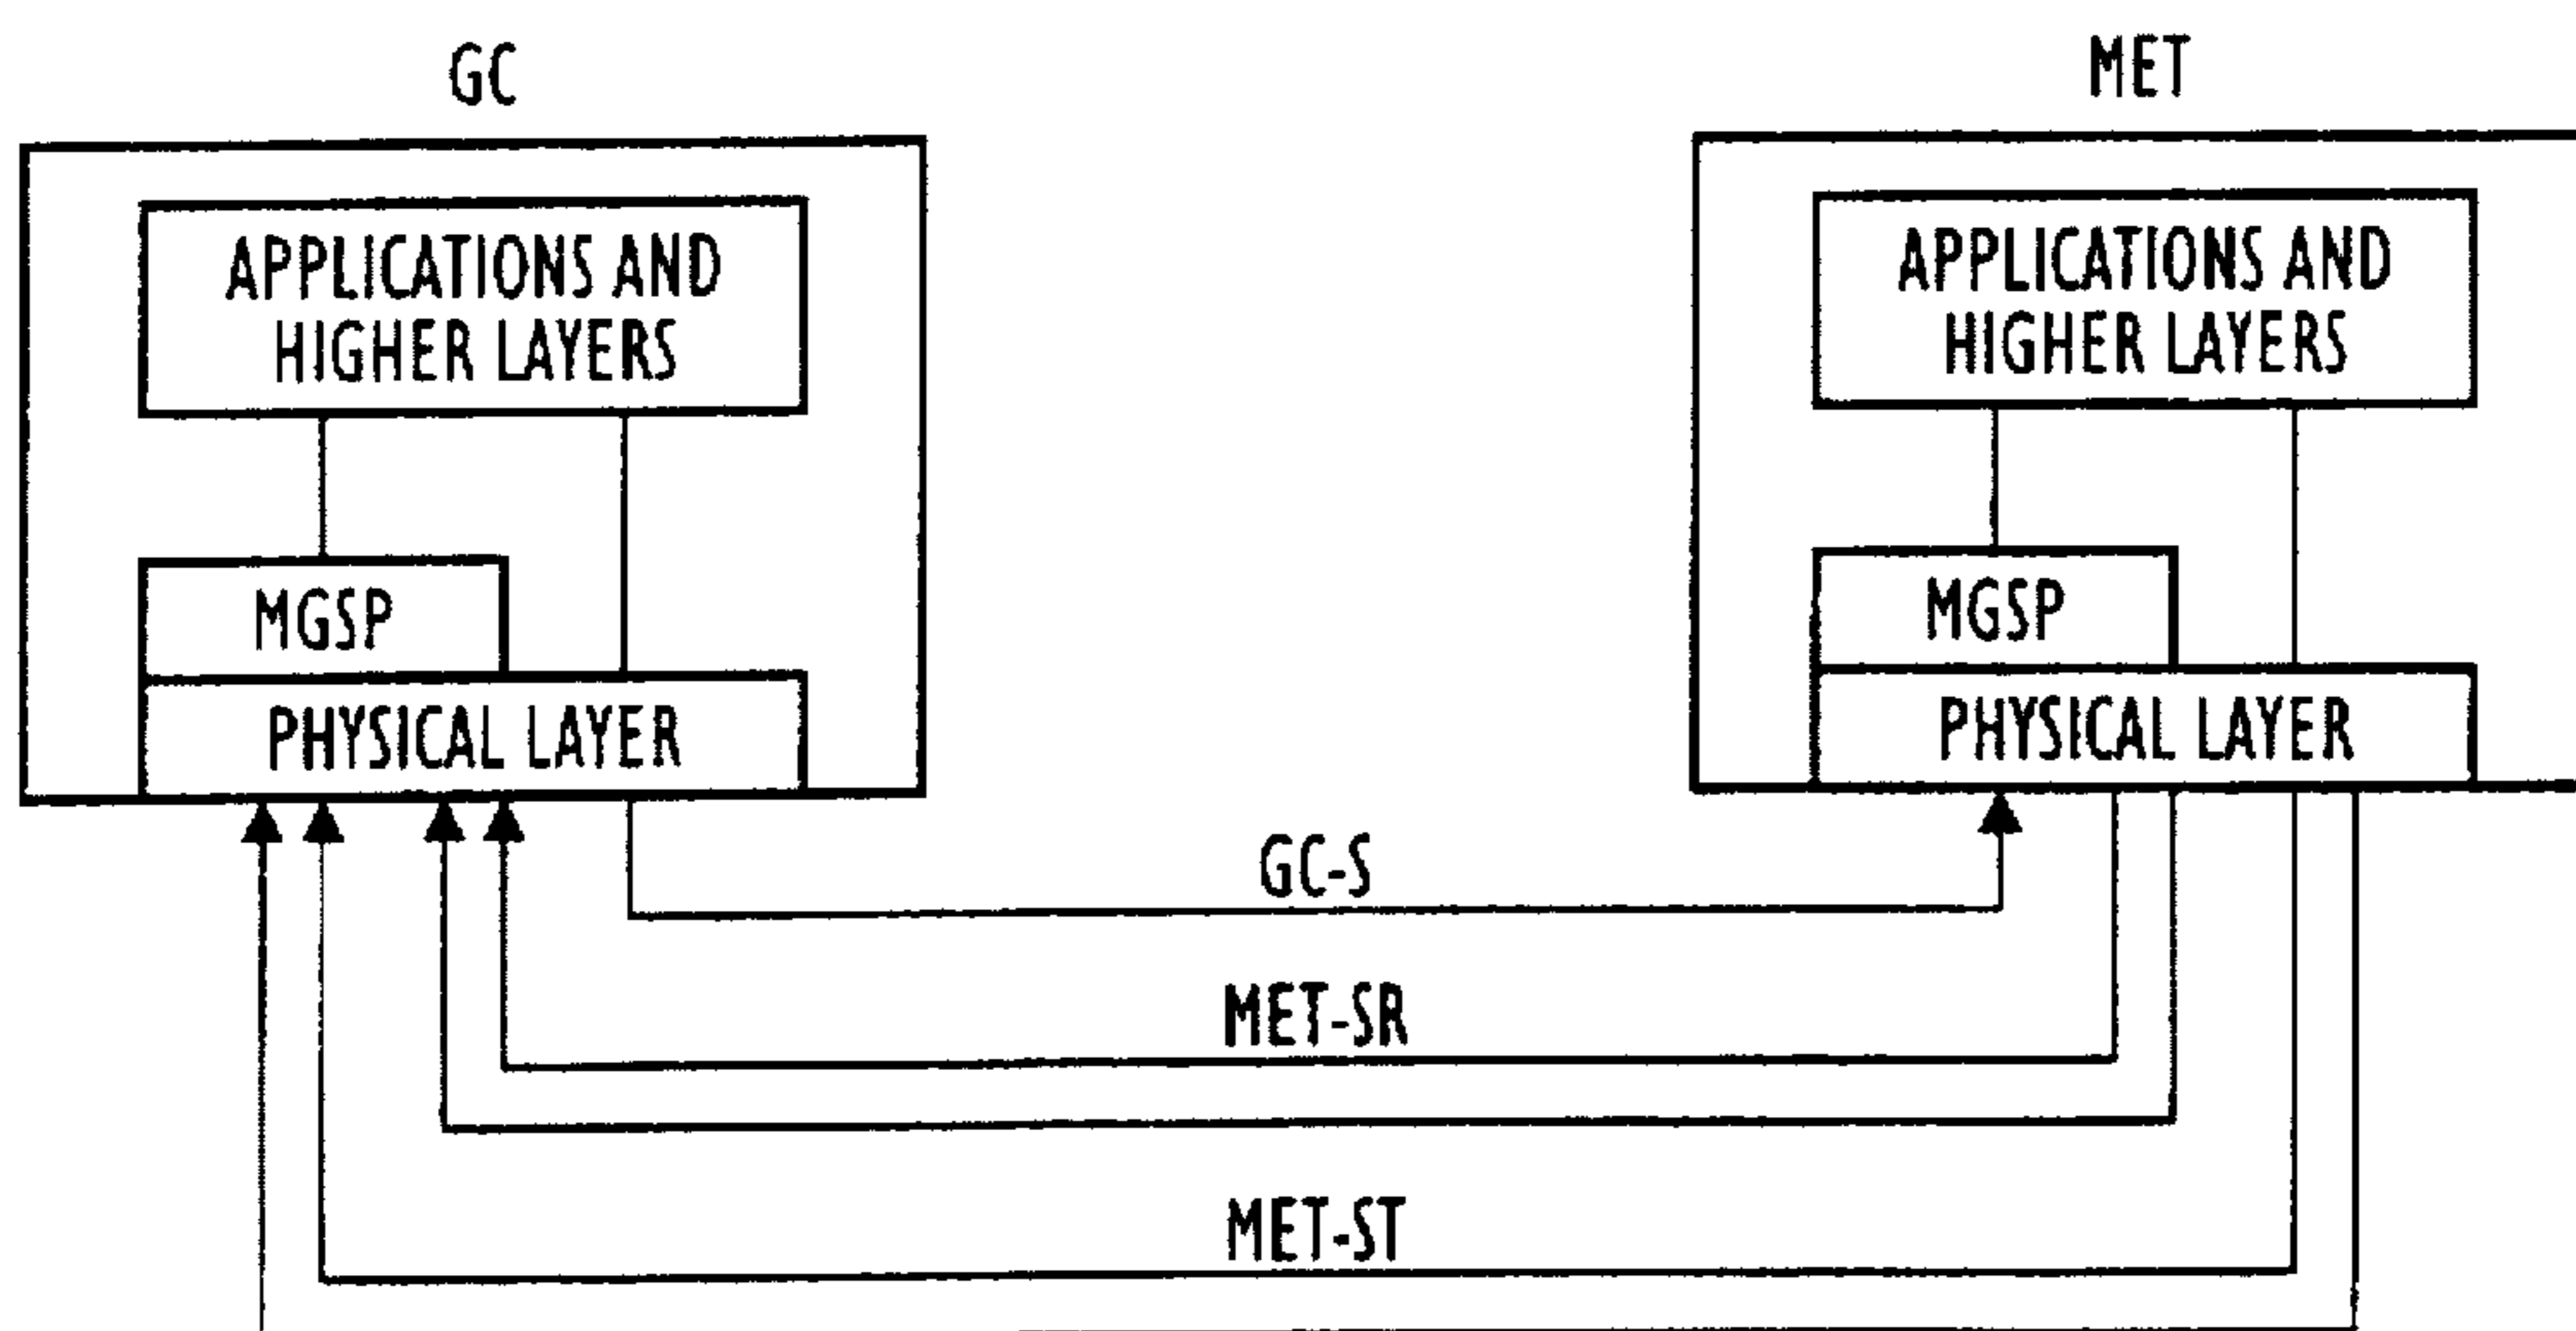 GC
MET
APPLICATIONS AND
HIGHER LAYERS
APPLICATIONS AND
HIGHER LAYERS
MGSP
MGSP
PHYSICAL LAYER
PHYSICAL LAYER
GC-S
MET-SR
MET-ST